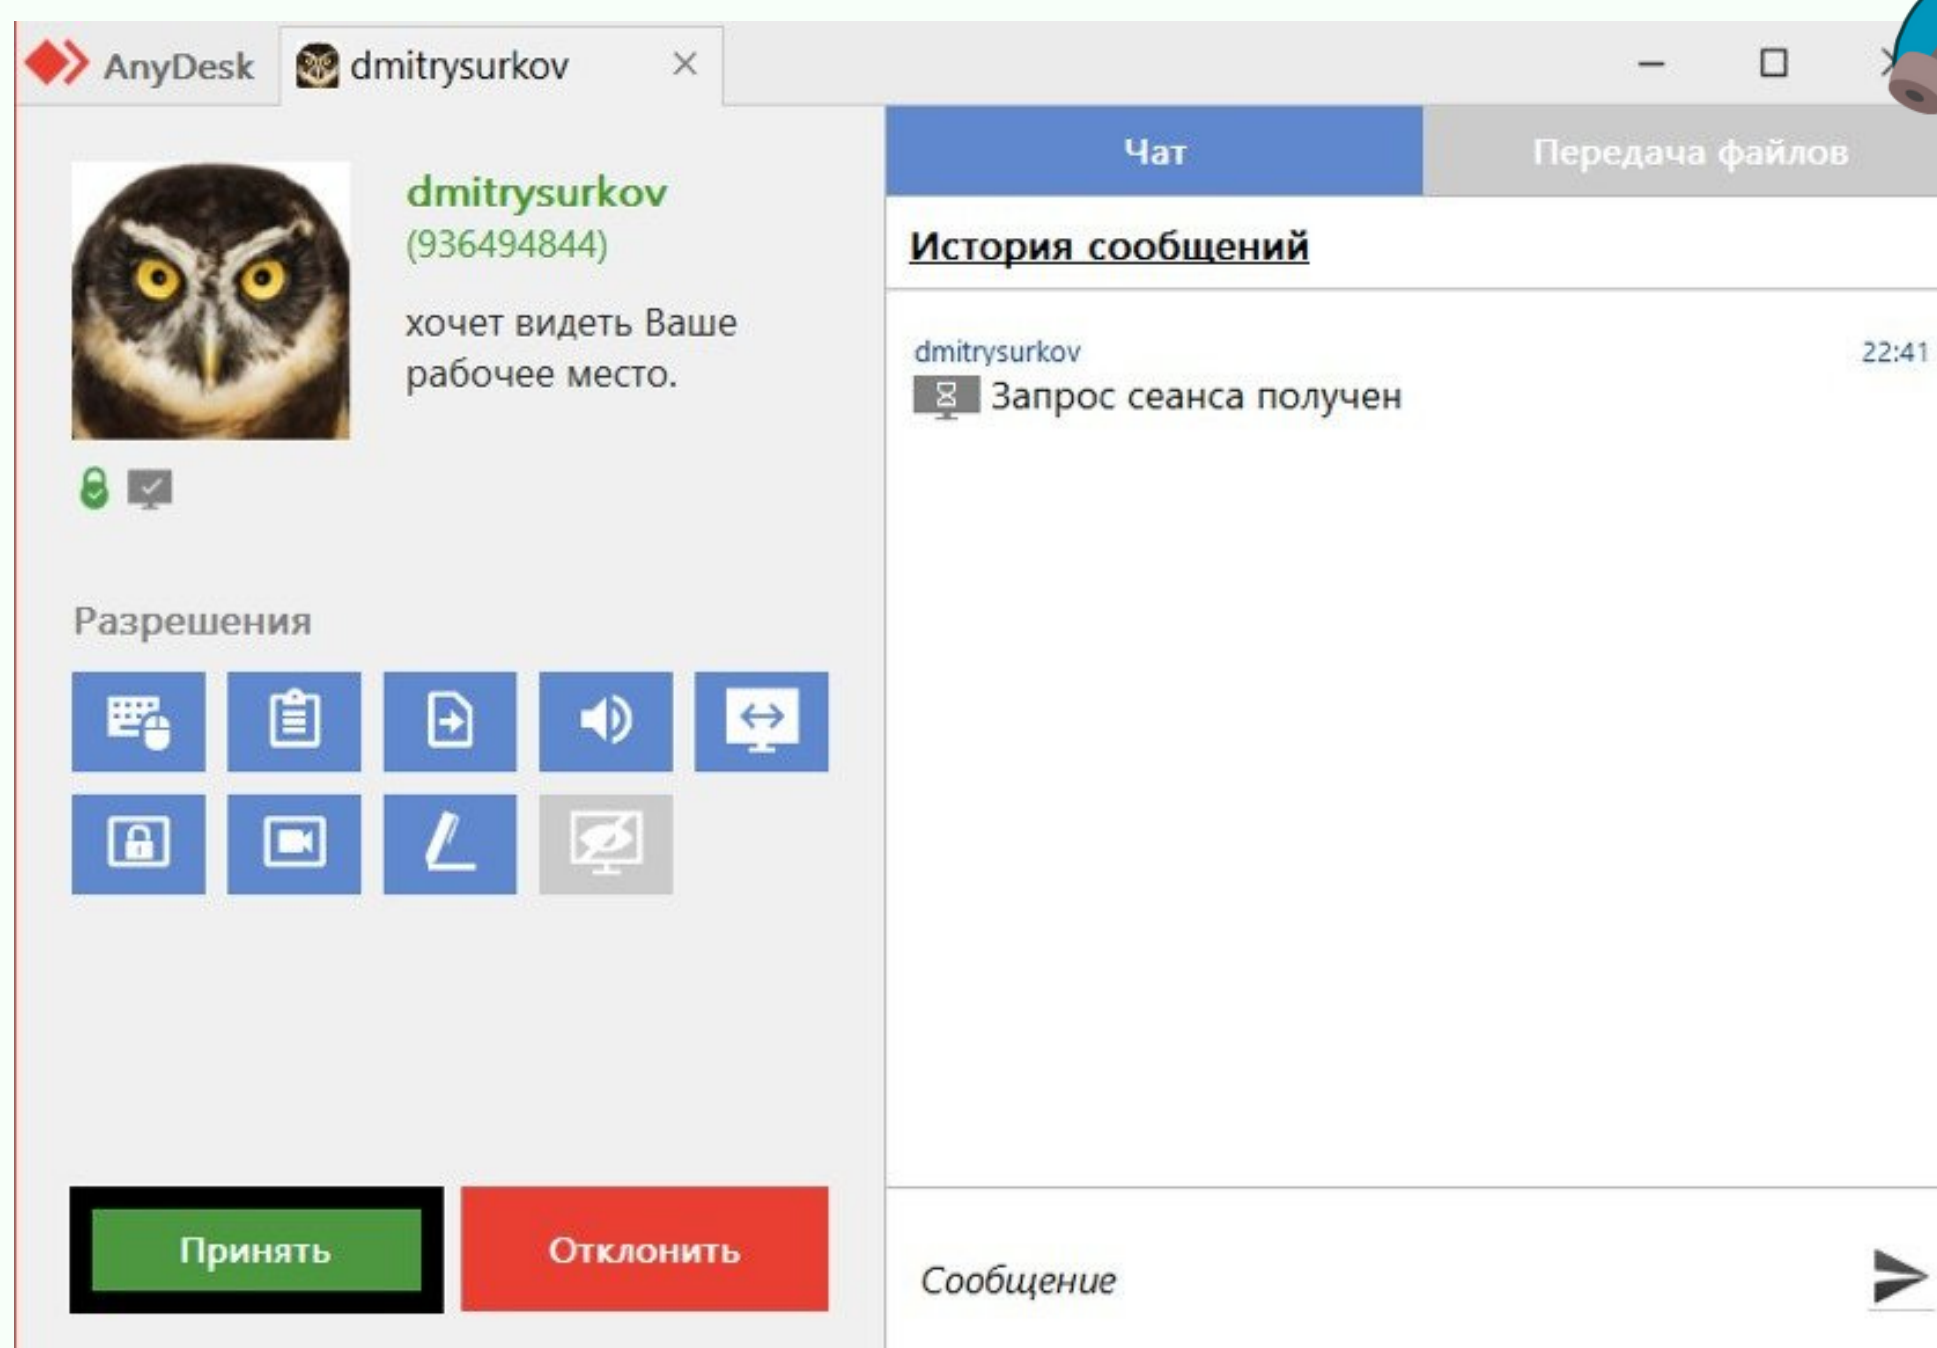 AnyDesk
dmitrysurkov
dmitrysurkov
(936494844)
хочет видеть Ваше
рабочее место.
Разрешения
Принять
Отклонить
Чат
Передача файлов
История сообщений
dmitrysurkov 22:41
Запрос сеанса получен
Сообщение